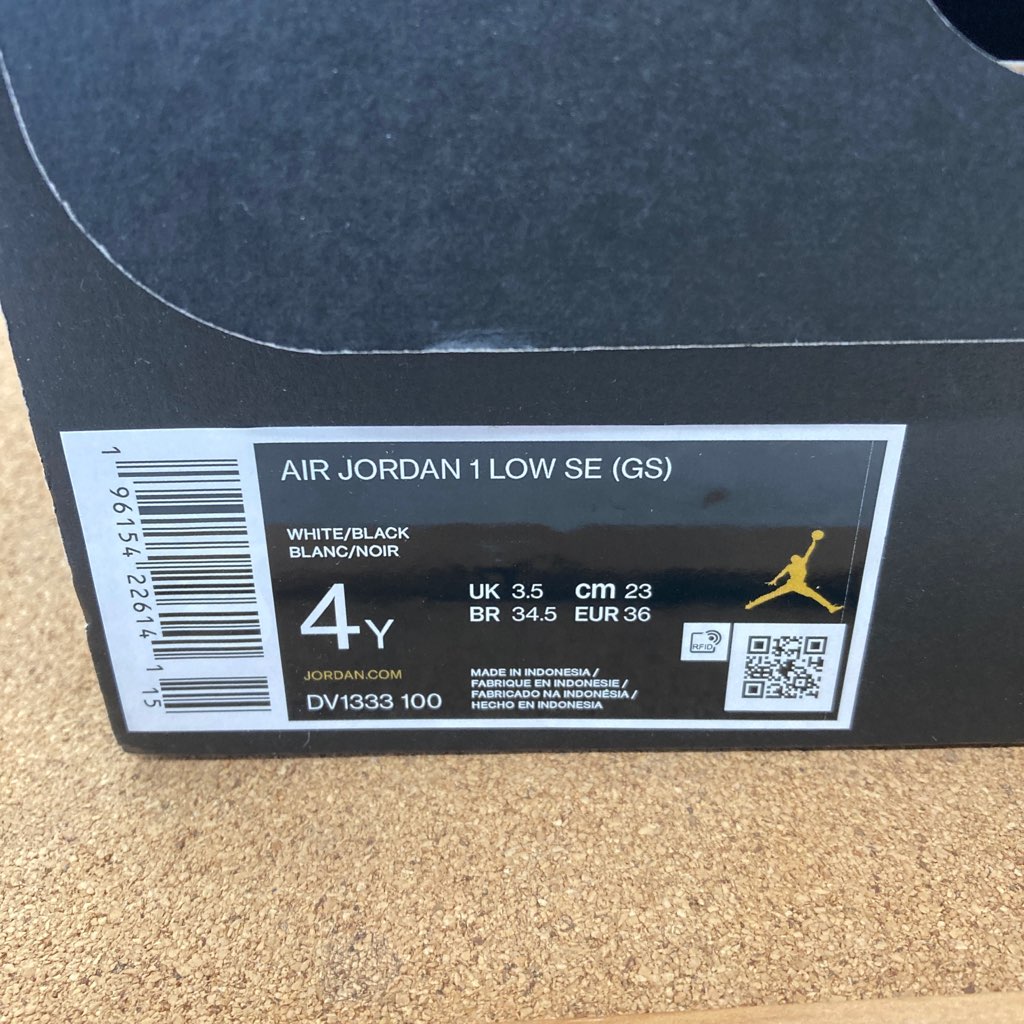 AIR JORDAN 1 LOW SE (GS)
WHITE/BLACK
BLANC/NOIR
4Y
UK 3.5 cm 23
BR 34.5 EUR 36
RFID
JORDAN.COM
DV1333 100
MADE IN INDONESIA /
FABRIQUE EN INDONESIE /
FABRICADO NA INDONÉSIA /
HECHO EN INDONESIA
1 96154 22614 1 15